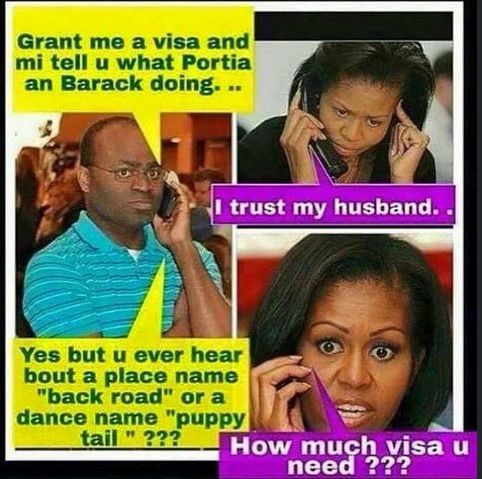 Grant me a visa and
mi tell u what Portia
an Barack doing. ..
I trust my husband. .
Yes but u ever hear
bout a place name
"back road" or a
dance name "puppy
tail " ???
How much visa u
need ???